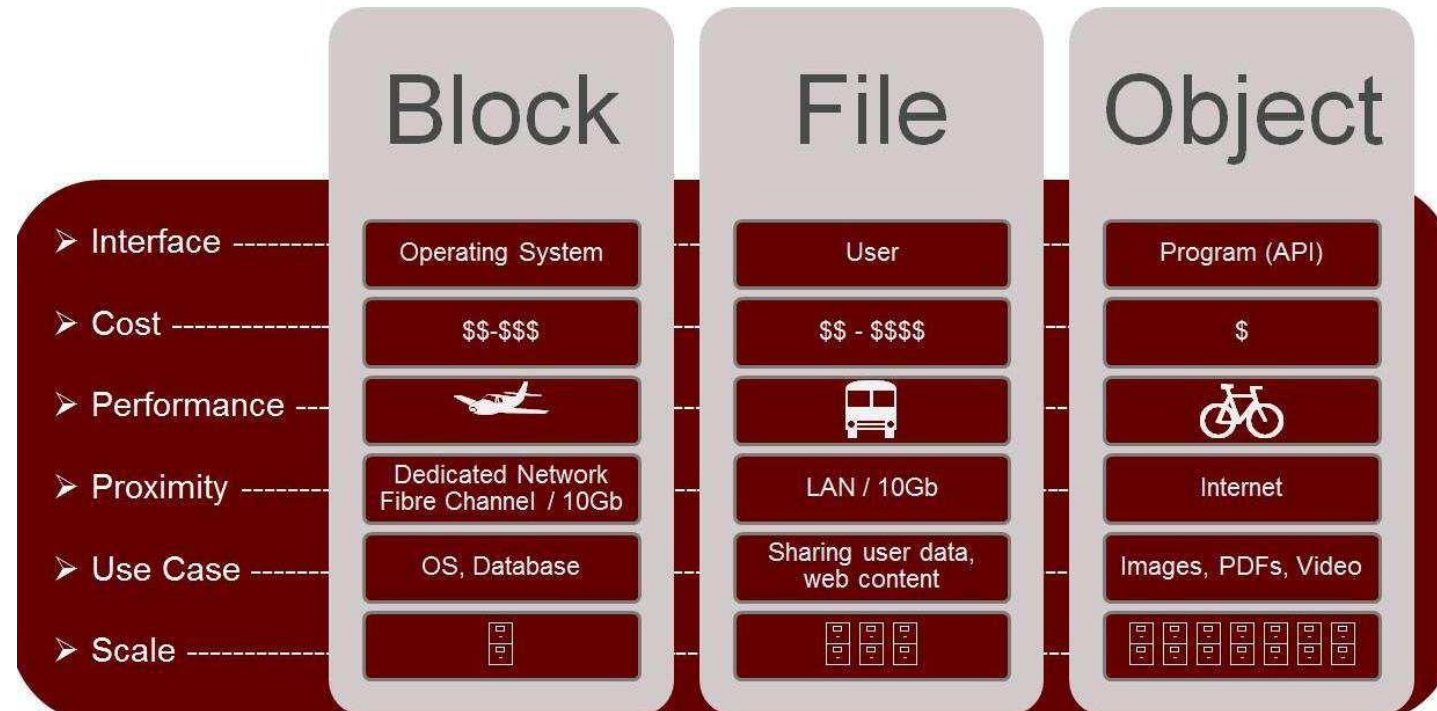 Block File Object
➢ Interface Operating System User Program (API)
➢ Cost $$-$$$ $$ - $$$$ $
➢ Performance
➢ Proximity Dedicated Network LAN / 10Gb Internet
Fibre Channel / 10Gb
➢ Use Case OS, Database Sharing user data, Images, PDFs, Video
web content
➢ Scale